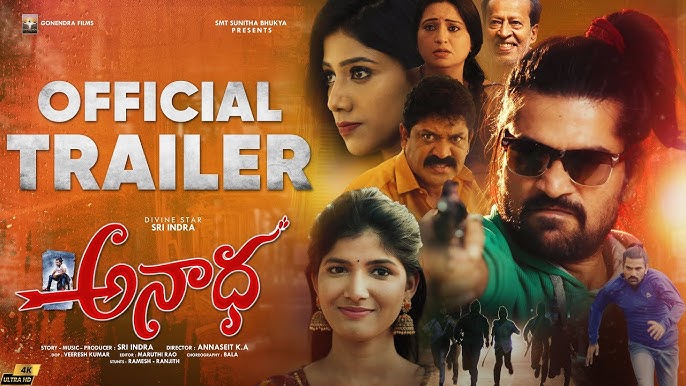 GONENDRA FILMS
SMT SUNITHA BHUKYA
PRESENTS
OFFICIAL
TRAILER
DIVINE STAR
SRI INDRA
అనాధ
STORY - MUSIC - PRODUCER : SRI INDRA DIRECTOR : ANNASEIT K.A
DOP : VEERESH KUMAR EDITOR : MARUTHI RAO CHOREOGRAPHY : BALA
STUNTS : RAMESH - RANJITH
4K
ULTRA HD